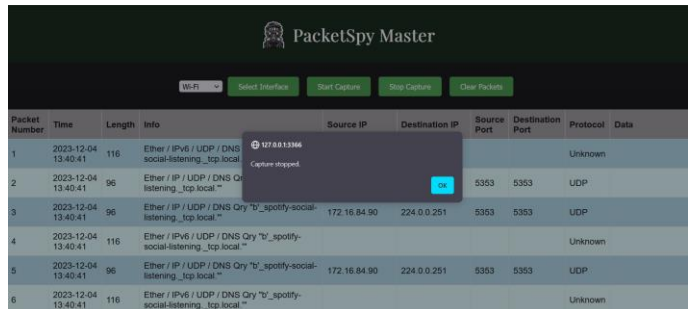 PacketSpy Master
Wi-Fi Select Interface Start Capture Stop Capture Clear Packets
Packet Number Time Length Info Source IP Destination IP Source Port Destination Port Protocol Data
127.0.0.1:3366
Capture stopped.
OK
1 2023-12-04 13:40:41 116 Ether / IPv6 / UDP / DNS social-listening._tcp.local. Unknown
2 2023-12-04 13:40:41 96 Ether / IP / UDP / DNS listening._tcp.local."' 5353 5353 UDP
3 2023-12-04 13:40:41 96 Ether / IP / UDP / DNS Qry "b'_spotify-social-listening._tcp.local."' 172.16.84.90 224.0.0.251 5353 5353 UDP
4 2023-12-04 13:40:41 116 Ether / IPv6 / UDP / DNS Qry "b'_spotify-social-listening._tcp.local."' Unknown
5 2023-12-04 13:40:41 96 Ether / IP / UDP / DNS Qry "b'_spotify-social-listening._tcp.local."' 172.16.84.90 224.0.0.251 5353 5353 UDP
6 2023-12-04 13:40:41 116 Ether / IPv6 / UDP / DNS Qry "b'_spotify-social-listening._tcp.local."' Unknown